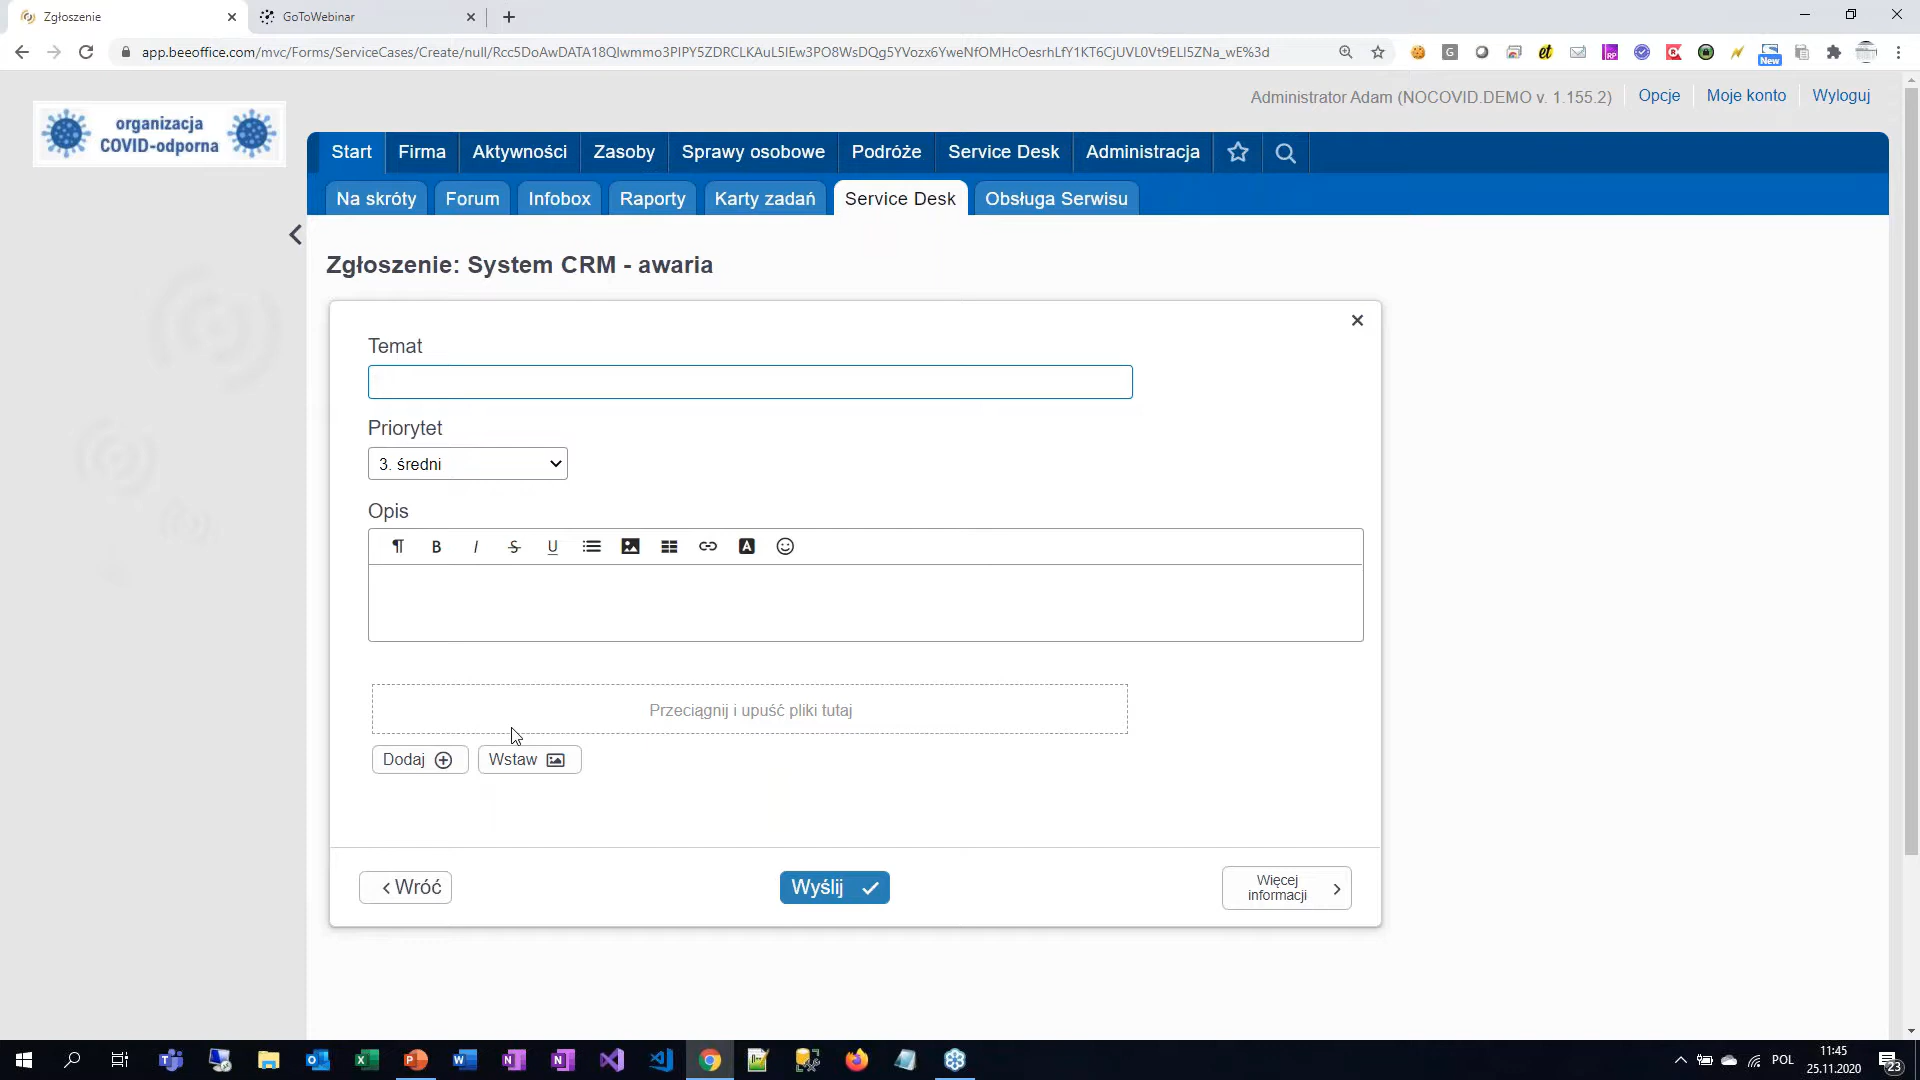 Zgłoszenie
GoToWebinar
app.beeoffice.com/mvc/Forms/ServiceCases/Create/null/Rcc5DoAwDATA18QJwmmo3PIPY5ZDRCLKAuL5IEw3PO8WsDQg5YVozx6YweNfOMHcOesrhLfY1KT6CjUVL0Vt9ELI5ZNa_wE%3d
New
organizacja
COVID-odporna
Administrator Adam (NOCOVID.DEMO v. 1.155.2)
Opcje
Moje konto
Wyloguj
Start
Firma
Aktywności
Zasoby
Sprawy osobowe
Podróże
Service Desk
Administracja
Na skróty
Forum
Infobox
Raporty
Karty zadań
Service Desk
Obsługa Serwisu
Zgłoszenie: System CRM - awaria
Temat
Priorytet
3. średni
Opis
Przeciągnij i upuść pliki tutaj
Dodaj
Wstaw
Wróć
Wyślij
Więcej
informacji
POL
11:45
25.11.2020
23